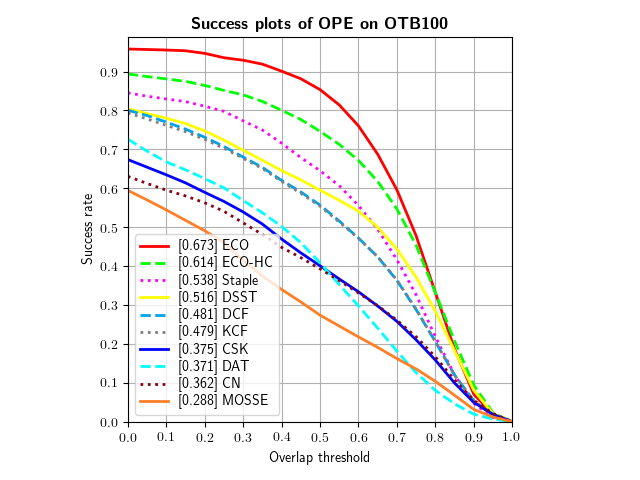 Success plots of OPE on OTB100
Success rate
0.9
0.8
0.7
0.6
0.5
0.4
0.3
0.2
0.1
0.0
[0.673] ECO
[0.614] ECO-HC
[0.538] Staple
[0.516] DSST
[0.481] DCF
[0.479] KCF
[0.375] CSK
[0.371] DAT
[0.362] CN
[0.288] MOSSE
0.0 0.1 0.2 0.3 0.4 0.5 0.6 0.7 0.8 0.9 1.0
Overlap threshold